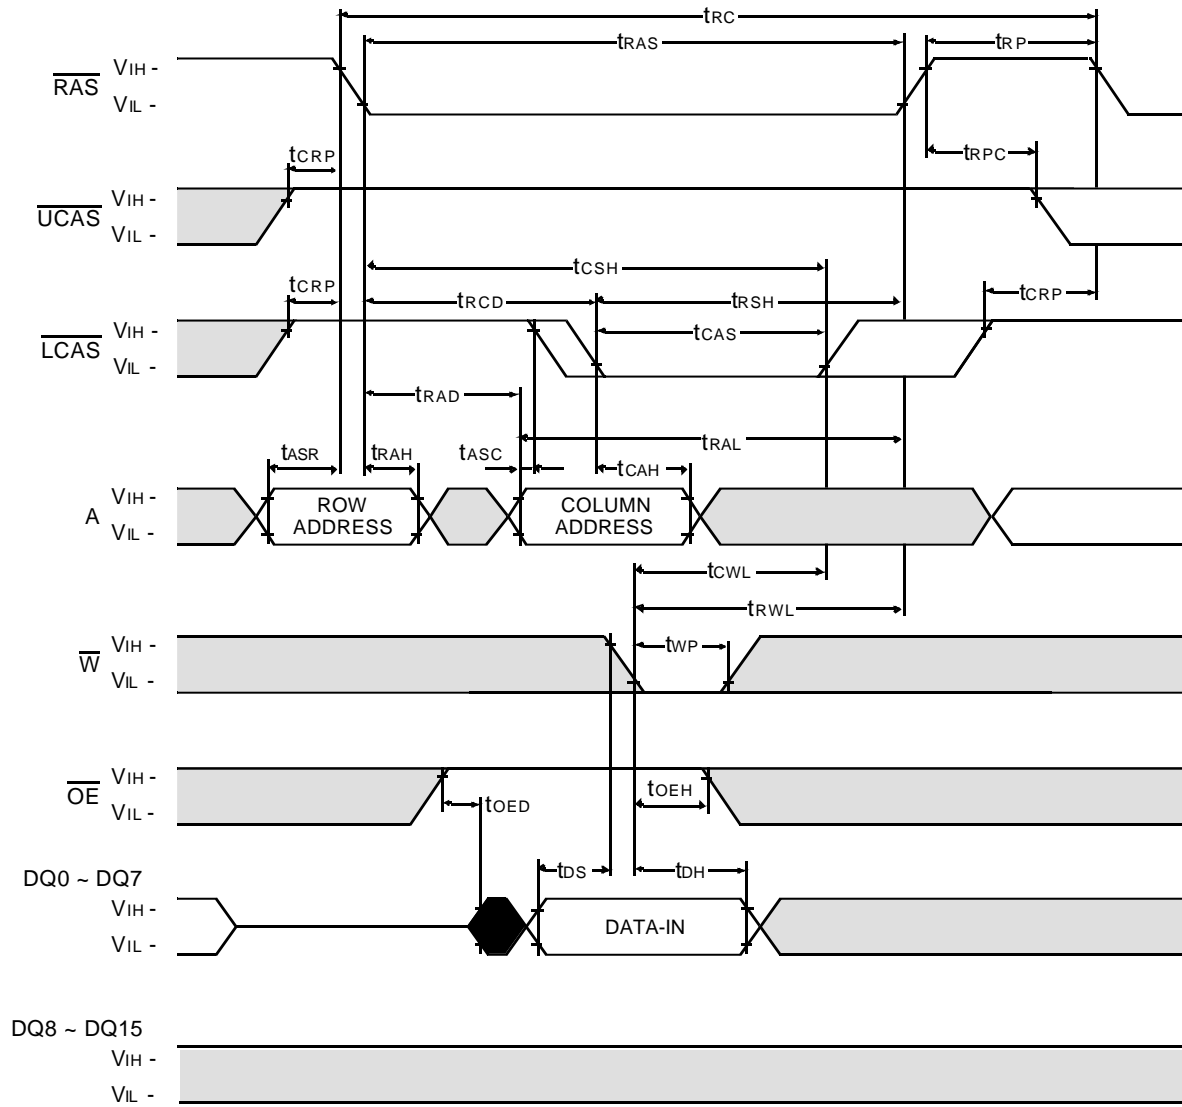 tRC
tRAS
tRP
RAS
VIH -
VIL -
tCRP
tRPC
UCAS
VIH -
VIL -
tCSH
tCRP
tRCD
tRSH
tCRP
LCAS
VIH -
VIL -
tCAS
tRAD
tRAL
tASR
tRAH
tASC
tCAH
A
VIH -
VIL -
ROW
ADDRESS
COLUMN
ADDRESS
tCWL
tRWL
W
VIH -
VIL -
tWP
OE
VIH -
VIL -
tOED
tOEH
tDS
tDH
DQ0 ~ DQ7
VIH -
VIL -
DATA-IN
DQ8 ~ DQ15
VIH -
VIL -